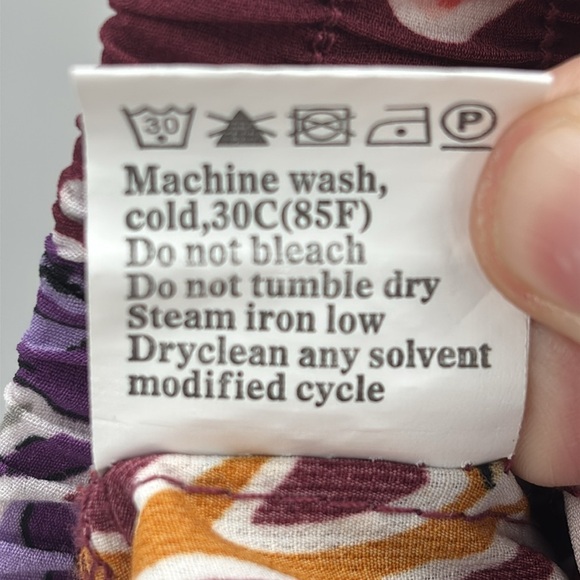 30 P
Machine wash,
cold,30C(85F)
Do not bleach
Do not tumble dry
Steam iron low
Dryclean any solvent
modified cycle